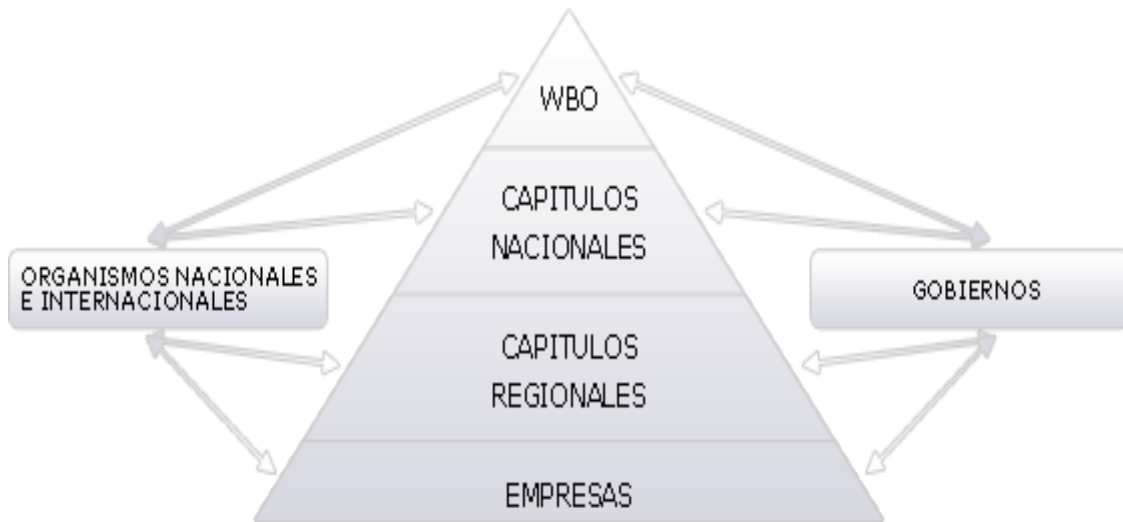 WBO
CAPITULOS
NACIONALES
ORGANISMOS NACIONALES
E INTERNACIONALES
GOBIERNOS
CAPITULOS
REGIONALES
EMPRESAS